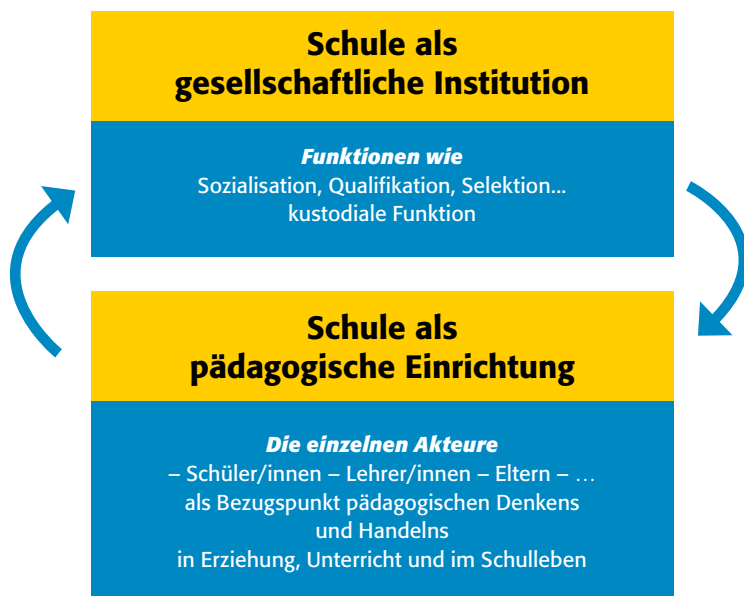 Schule als
gesellschaftliche Institution
Funktionen wie
Sozialisation, Qualifikation, Selektion...
kustodiale Funktion
Schule als
pädagogische Einrichtung
Die einzelnen Akteure
– Schüler/innen – Lehrer/innen – Eltern – …
als Bezugspunkt pädagogischen Denkens
und Handelns
in Erziehung, Unterricht und im Schulleben